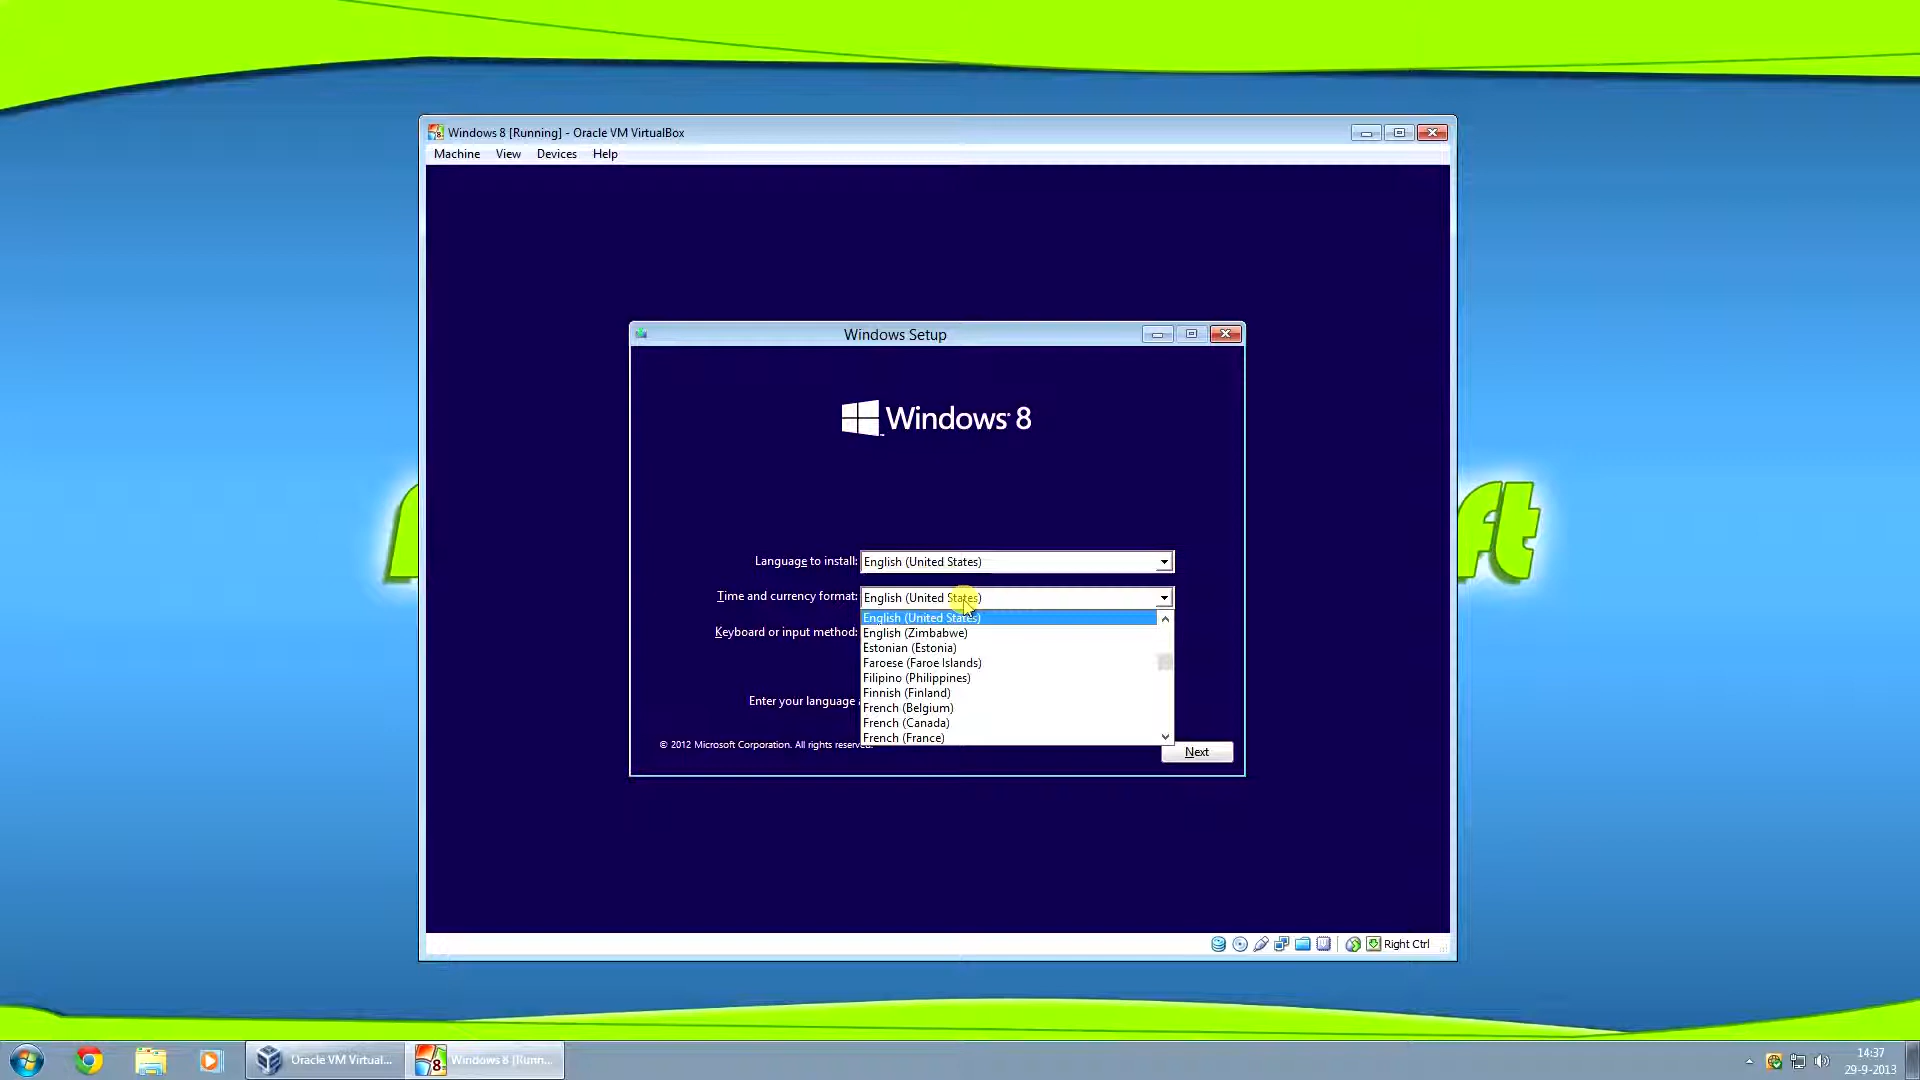 Windows 8 [Running] - Oracle VM VirtualBox
Machine View Devices Help
Windows Setup
Windows 8
Language to install: English (United States)
Time and currency format: English (United States)
English (United States)
Keyboard or input method:
English (Zimbabwe)
Estonian (Estonia)
Faroese (Faroe Islands)
Filipino (Philippines)
Finnish (Finland)
Enter your language
French (Belgium)
French (Canada)
French (France)
© 2012 Microsoft Corporation. All rights reserved.
Next
Right Ctrl
Oracle VM Virtual...
Windows 8 [Runn...
14:37
29-9-2013